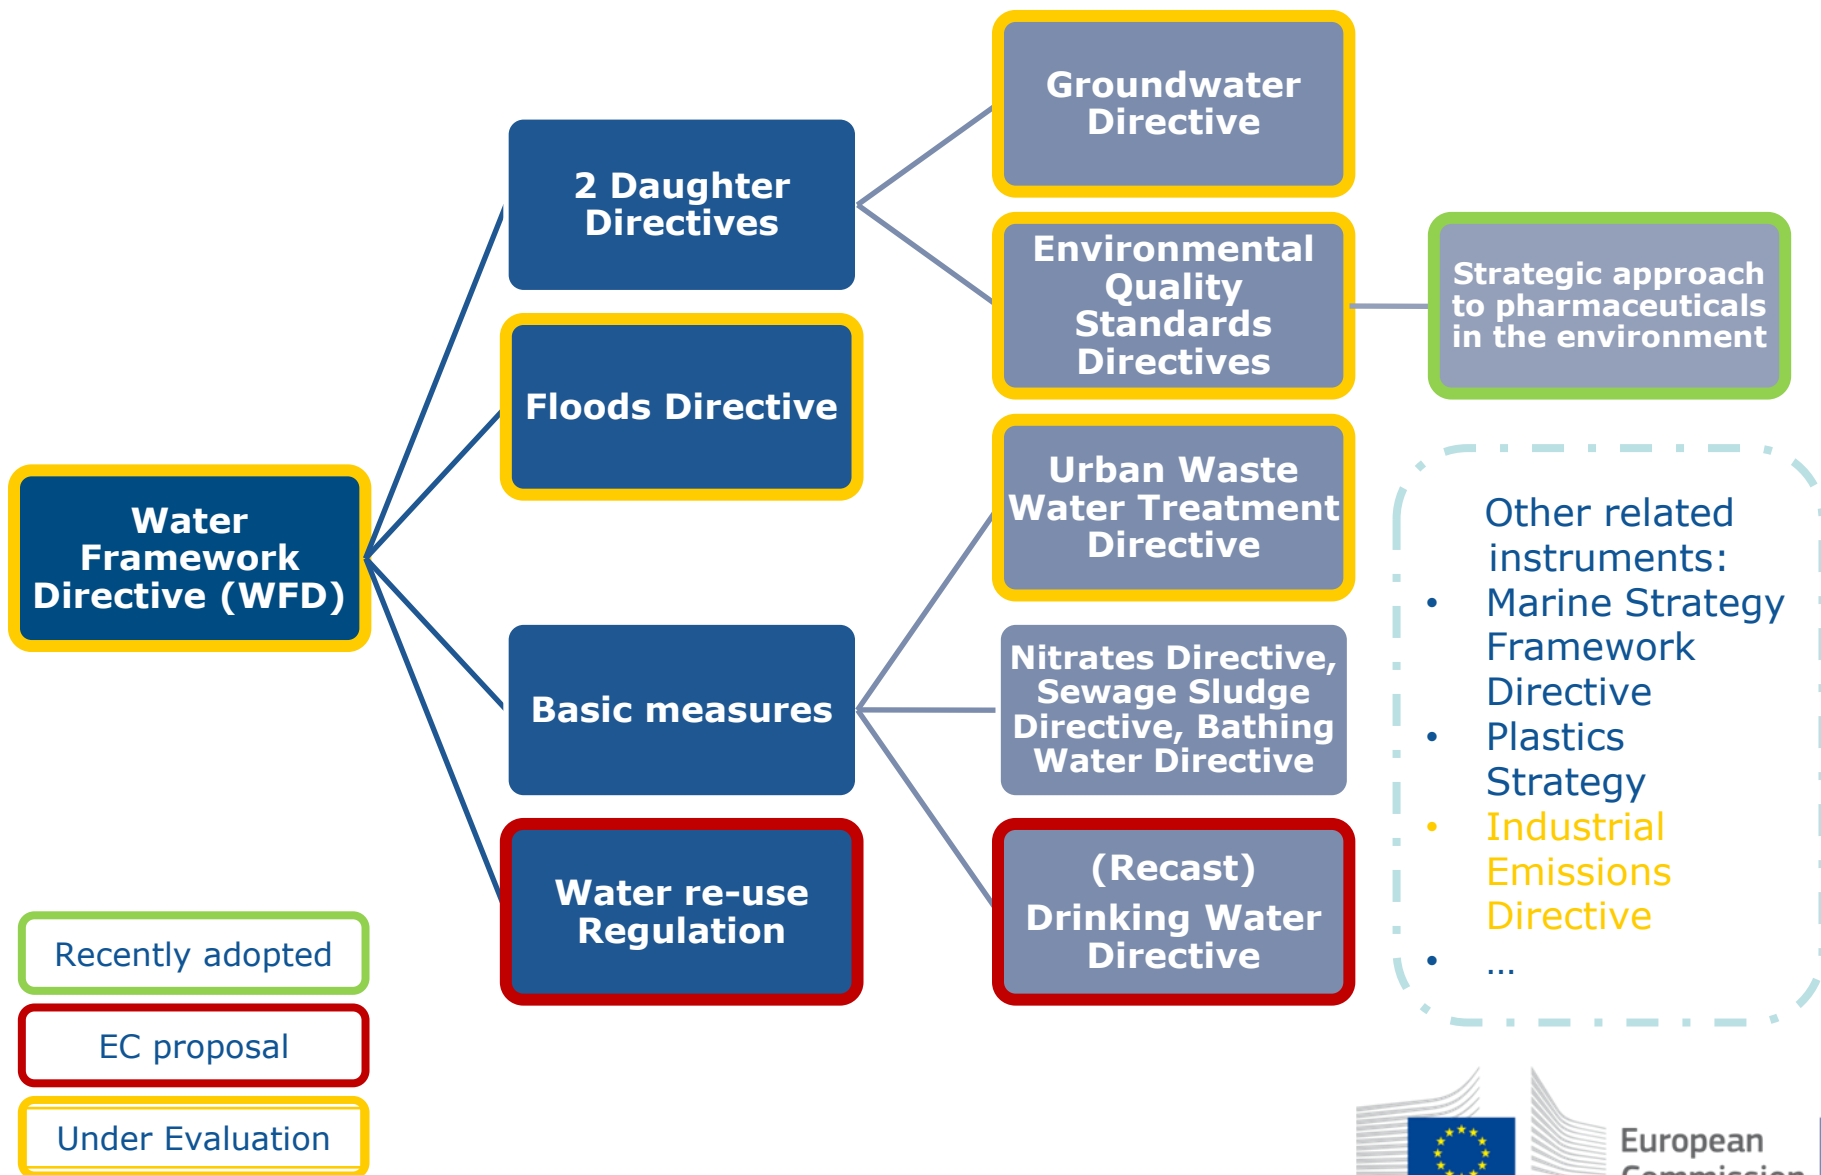 Water
Framework
Directive (WFD)
2 Daughter
Directives
Floods Directive
Basic measures
Water re-use
Regulation
Groundwater
Directive
Environmental
Quality
Standards
Directives
Urban Waste
Water Treatment
Directive
Nitrates Directive,
Sewage Sludge
Directive, Bathing
Water Directive
(Recast)
Drinking Water
Directive
Strategic approach
to pharmaceuticals
in the environment
Other related
instruments:
• Marine Strategy
Framework
Directive
• Plastics
Strategy
• Industrial
Emissions
Directive
• ...
Recently adopted
EC proposal
Under Evaluation
European
Commission